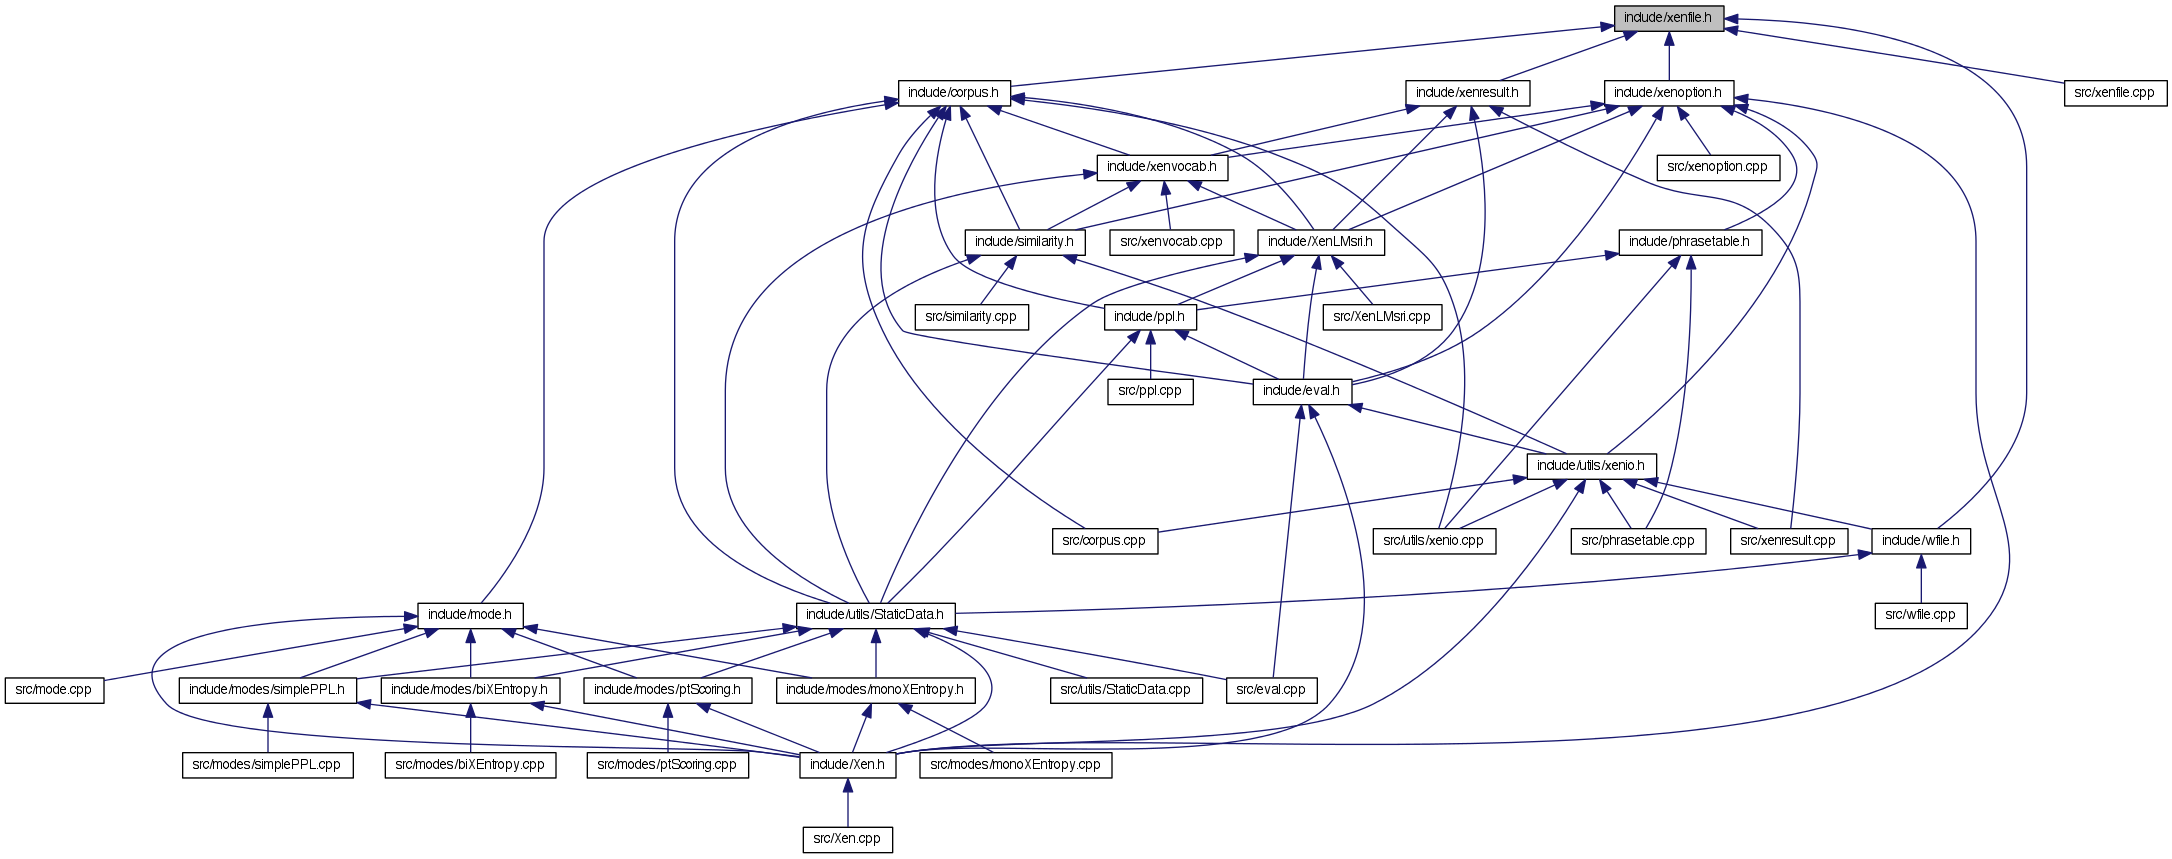 include/xenfile.h
include/corpus.h
include/xenresult.h
include/xenoption.h
src/xenfile.cpp
include/xenvocab.h
src/xenoption.cpp
include/similarity.h
src/xenvocab.cpp
include/XenLMsri.h
include/phrasetable.h
src/similarity.cpp
include/ppl.h
src/XenLMsri.cpp
src/ppl.cpp
include/eval.h
include/utils/xenio.h
src/corpus.cpp
src/utils/xenio.cpp
src/phrasetable.cpp
src/xenresult.cpp
include/wfile.h
include/mode.h
include/utils/StaticData.h
src/wfile.cpp
src/mode.cpp
include/modes/simplePPL.h
include/modes/biXEntropy.h
include/modes/ptScoring.h
include/modes/monoXEntropy.h
src/utils/StaticData.cpp
src/eval.cpp
src/modes/simplePPL.cpp
src/modes/biXEntropy.cpp
src/modes/ptScoring.cpp
include/Xen.h
src/modes/monoXEntropy.cpp
src/Xen.cpp